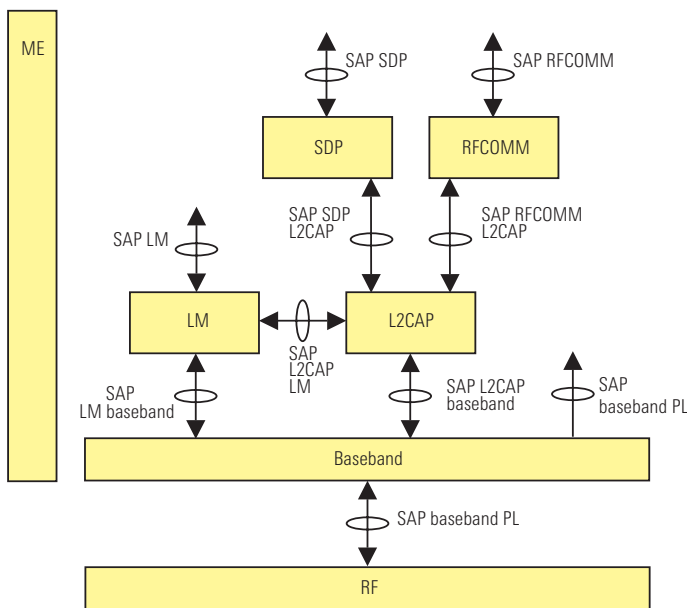 ME
SAP SDP
SAP RFCOMM
SDP
RFCOMM
SAP SDP
L2CAP
SAP RFCOMM
L2CAP
SAP LM
LM
L2CAP
SAP
L2CAP
LM
SAP
LM baseband
SAP L2CAP
baseband
SAP
baseband PL
Baseband
SAP baseband PL
RF